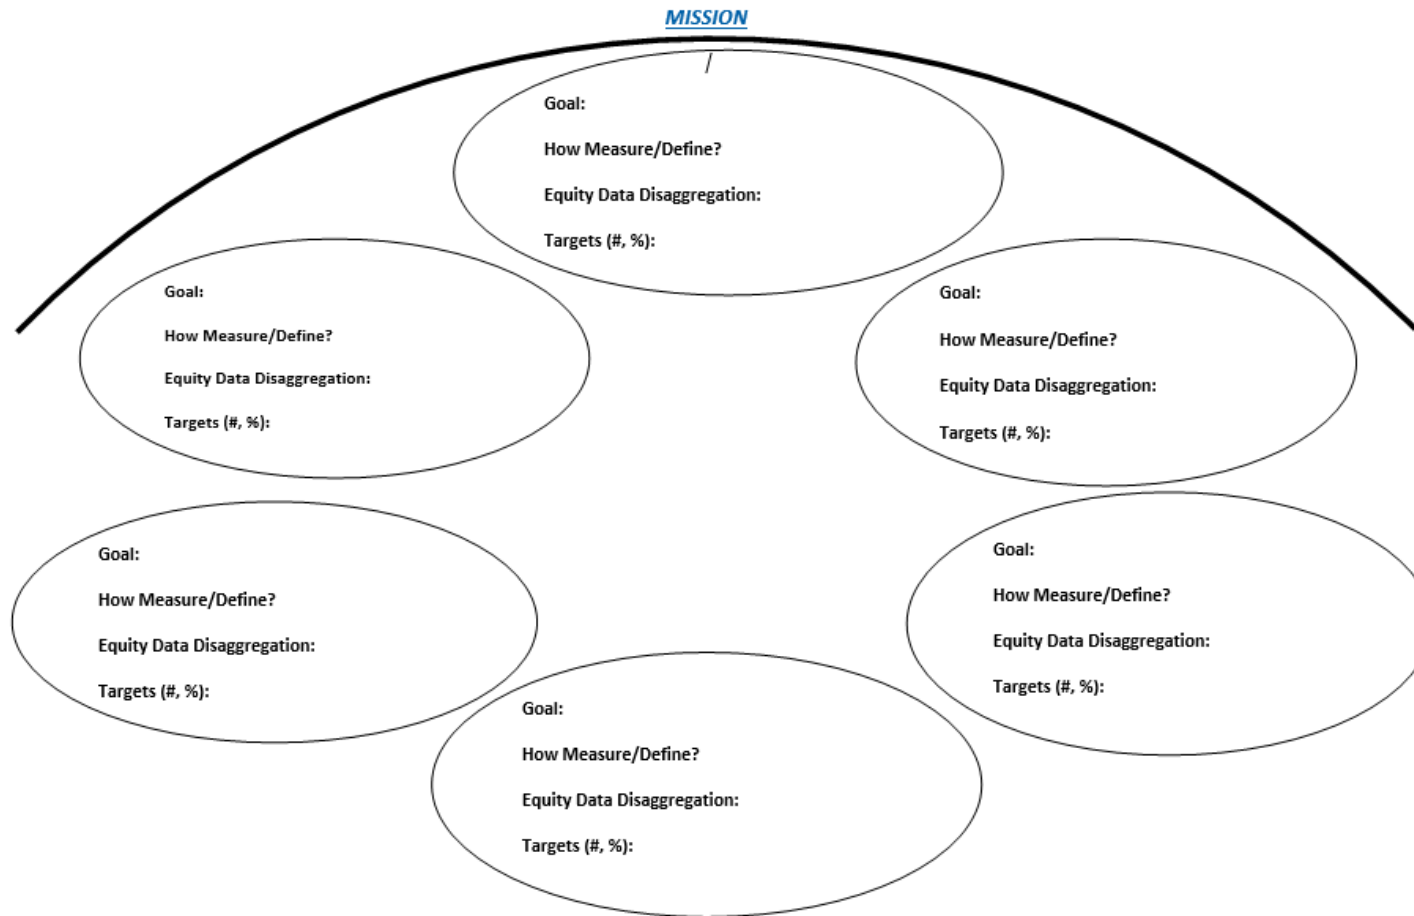 MISSION
/
Goal:
How Measure/Define?
Equity Data Disaggregation:
Targets (#, %):
Goal:
How Measure/Define?
Equity Data Disaggregation:
Targets (#, %):
Goal:
How Measure/Define?
Equity Data Disaggregation:
Targets (#, %):
Goal:
How Measure/Define?
Equity Data Disaggregation:
Targets (#, %):
Goal:
How Measure/Define?
Equity Data Disaggregation:
Targets (#, %):
Goal:
How Measure/Define?
Equity Data Disaggregation:
Targets (#, %):